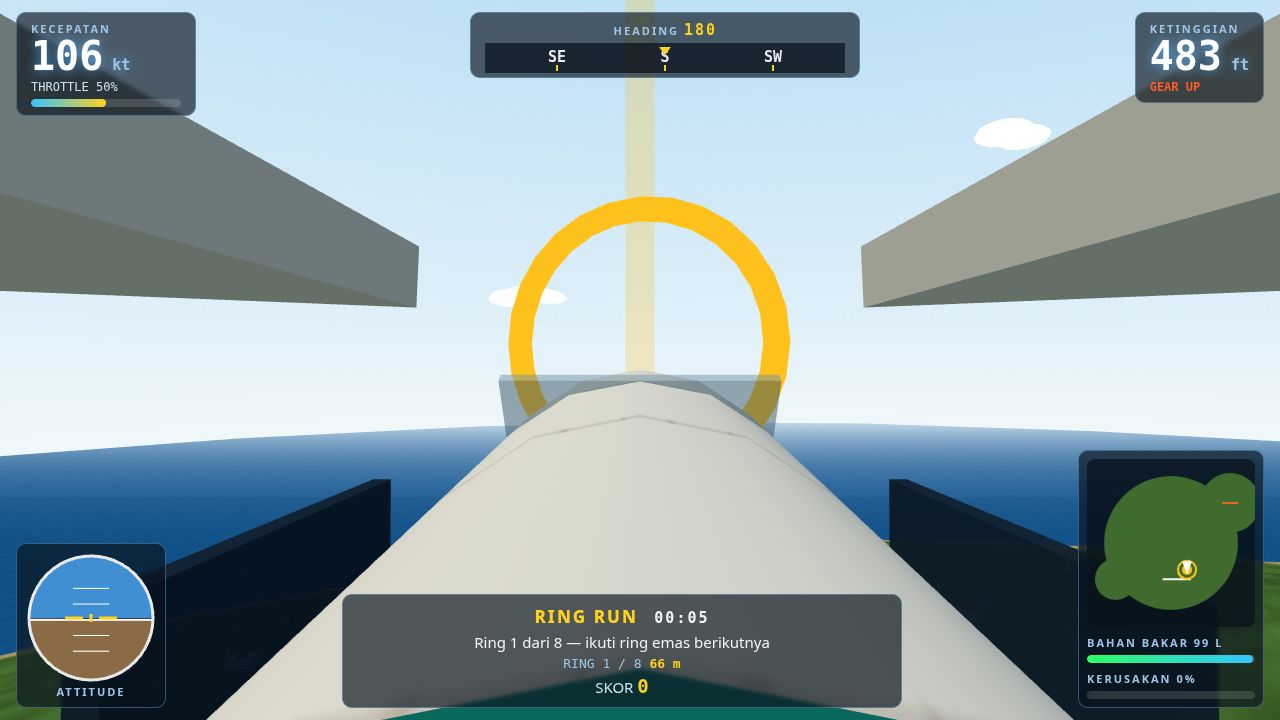 KECEPATAN
106 kt
THROTTLE 50%
HEADING 180
SE S SW
KETINGGIAN
483 ft
GEAR UP
ATTITUDE
RING RUN 00:05
Ring 1 dari 8 — ikuti ring emas berikutnya
RING 1 / 8 66 m
SKOR 0
BAHAN BAKAR 99 L
KERUSAKAN 0%